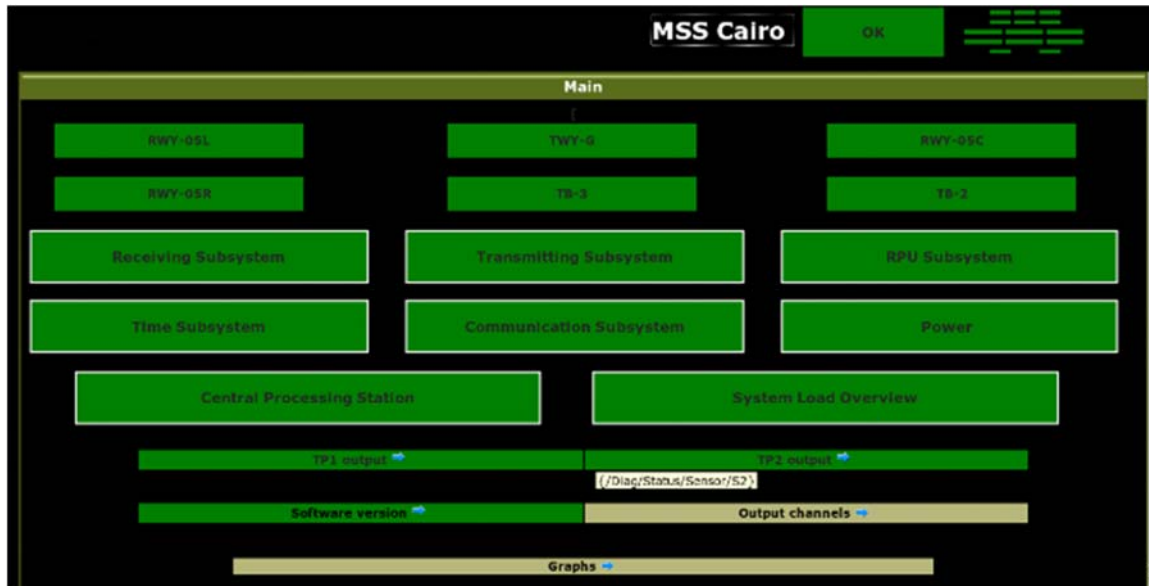 MSS Cairo OK
Main
RWY-05L TWY-G RWY-05C
RWY-05R TB-3 TB-2
Receiving Subsystem Transmitting Subsystem RPU Subsystem
Time Subsystem Communication Subsystem Power
Central Processing Station System Load Overview
TP1 output TP2 output
{/Diag/Status/Sensor/S2}
Software version Output channels
Graphs